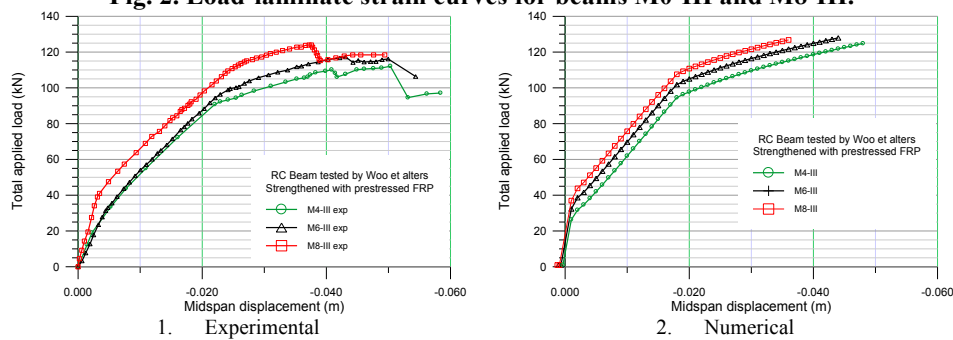 Fig. 2. Load-laminate strain curves for beams M6-III and M8-III.
140
120
100
80
60
40
20
0
Total applied load (kN)
RC Beam tested by Woo et alters
Strengthened with prestressed FRP
M4-III exp
M6-III exp
M8-III exp
0.000
-0.020
-0.040
-0.060
Midspan displacement (m)
1. Experimental
140
120
100
80
60
40
20
0
Total applied load (kN)
RC Beam tested by Woo et alters
Strengthened with prestressed FRP
M4-III
M6-III
M8-III
0.000
-0.020
-0.040
-0.060
Midspan displacement (m)
2. Numerical